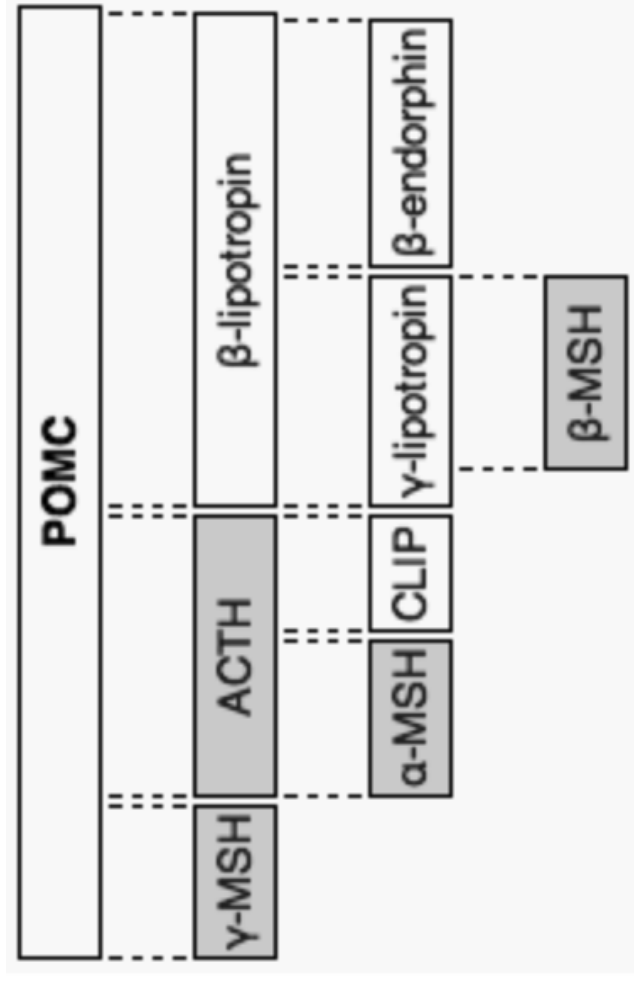 POMC
γ-MSH
ACTH
β-lipotropin
α-MSH
CLIP
γ-lipotropin
β-endorphin
β-MSH